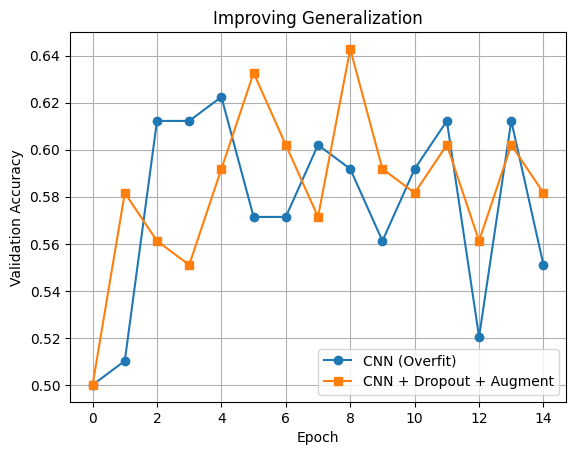 Improving Generalization
Validation Accuracy
0.64
0.62
0.60
0.58
0.56
0.54
0.52
0.50
CNN (Overfit)
CNN + Dropout + Augment
0 2 4 6 8 10 12 14
Epoch